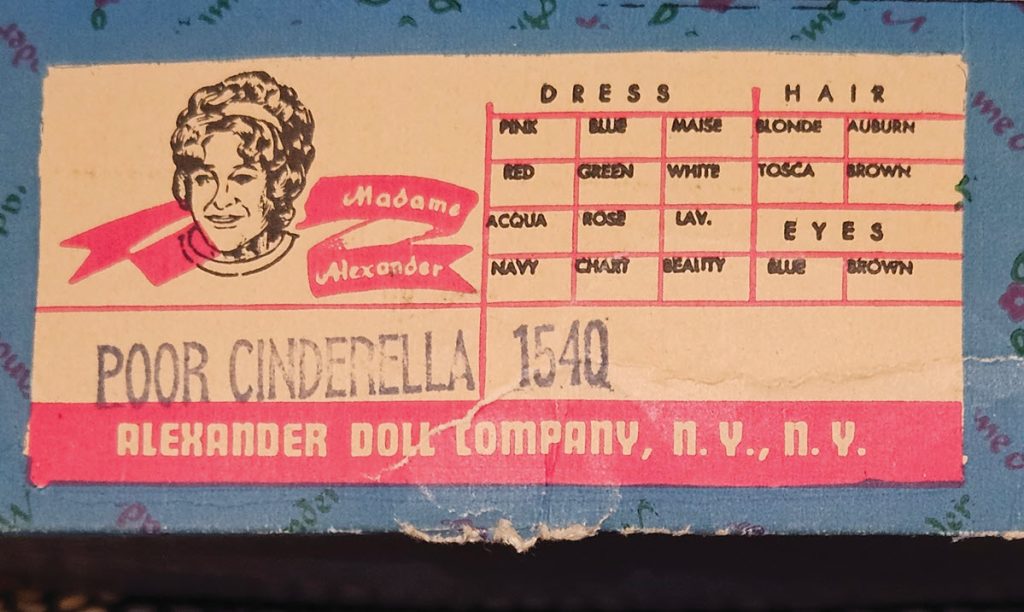 DRESS HAIR
PINK BLUE MAISE BLONDE AUBURN
RED GREEN WHITE TOSCA BROWN
Madame
ACQUA ROSE LAV. EYES
Alexander
NAVY CHART BEAUTY BLUE BROWN
POOR CINDERELLA 1540
ALEXANDER DOLL COMPANY, N.Y., N.Y.